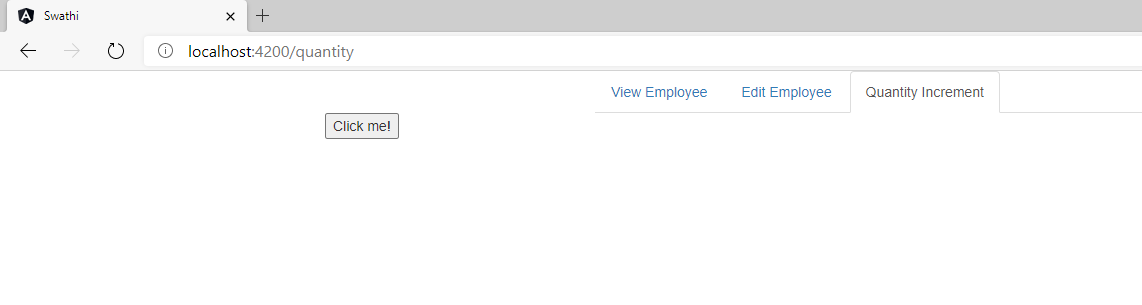 Swathi
localhost:4200/quantity
View Employee Edit Employee Quantity Increment
Click me!